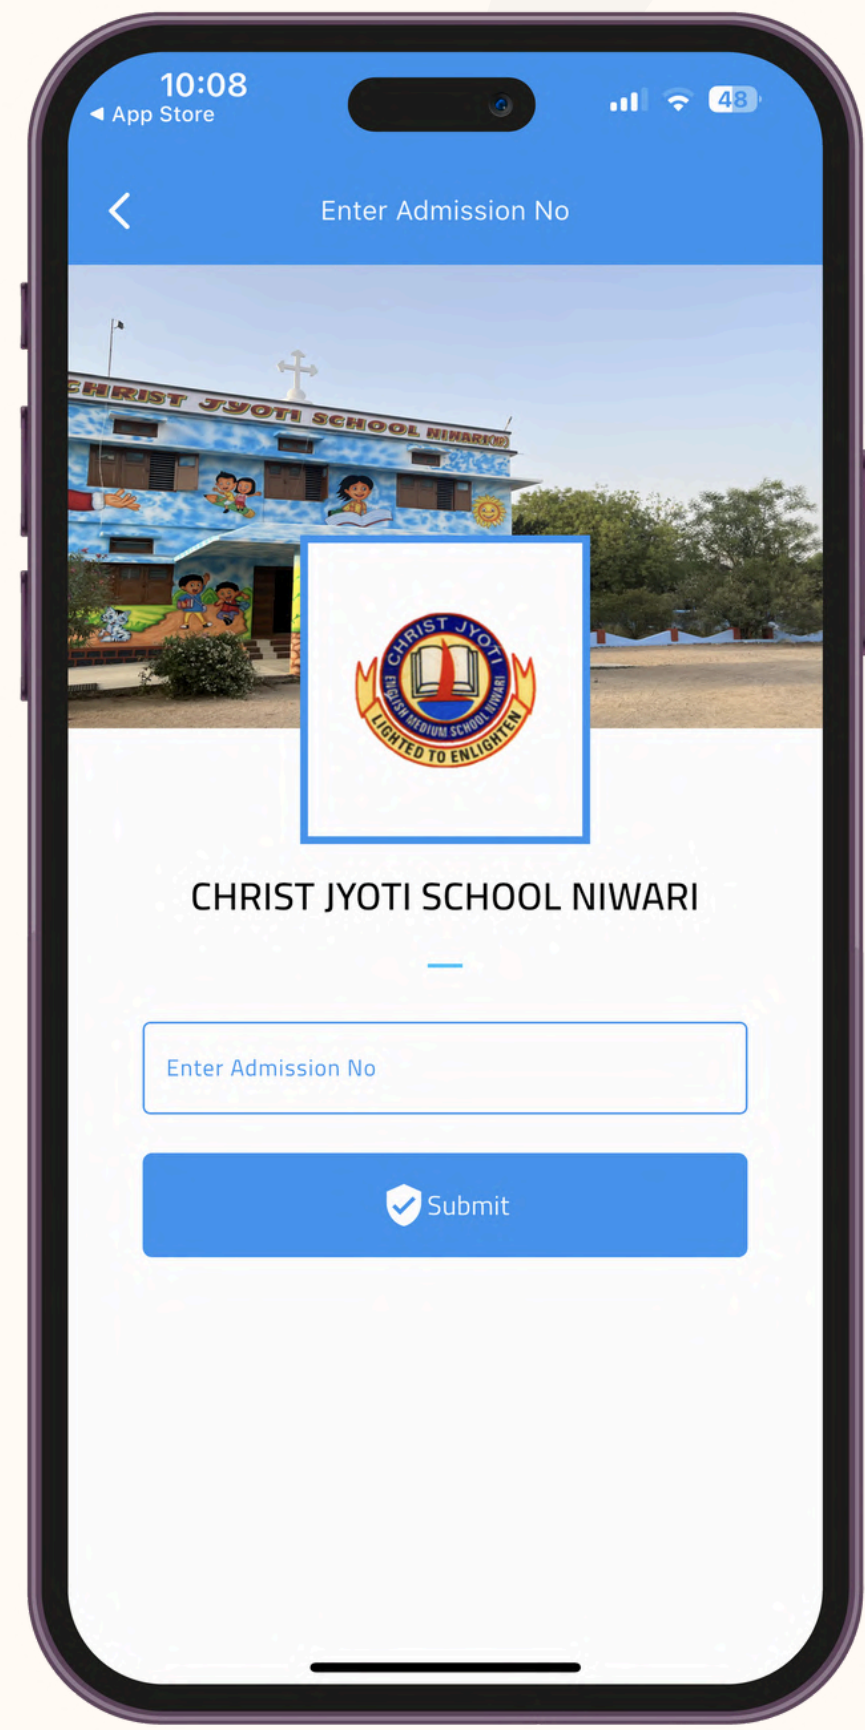 10:08
◀ App Store
48
Enter Admission No
CHRIST JYOTI SCHOOL NIWARI
CHRIST JYOTI
ENGLISH MEDIUM SCHOOL NIWARI
LIGHTED TO ENLIGHTEN
CHRIST JYOTI SCHOOL NIWARI
Enter Admission No
Submit